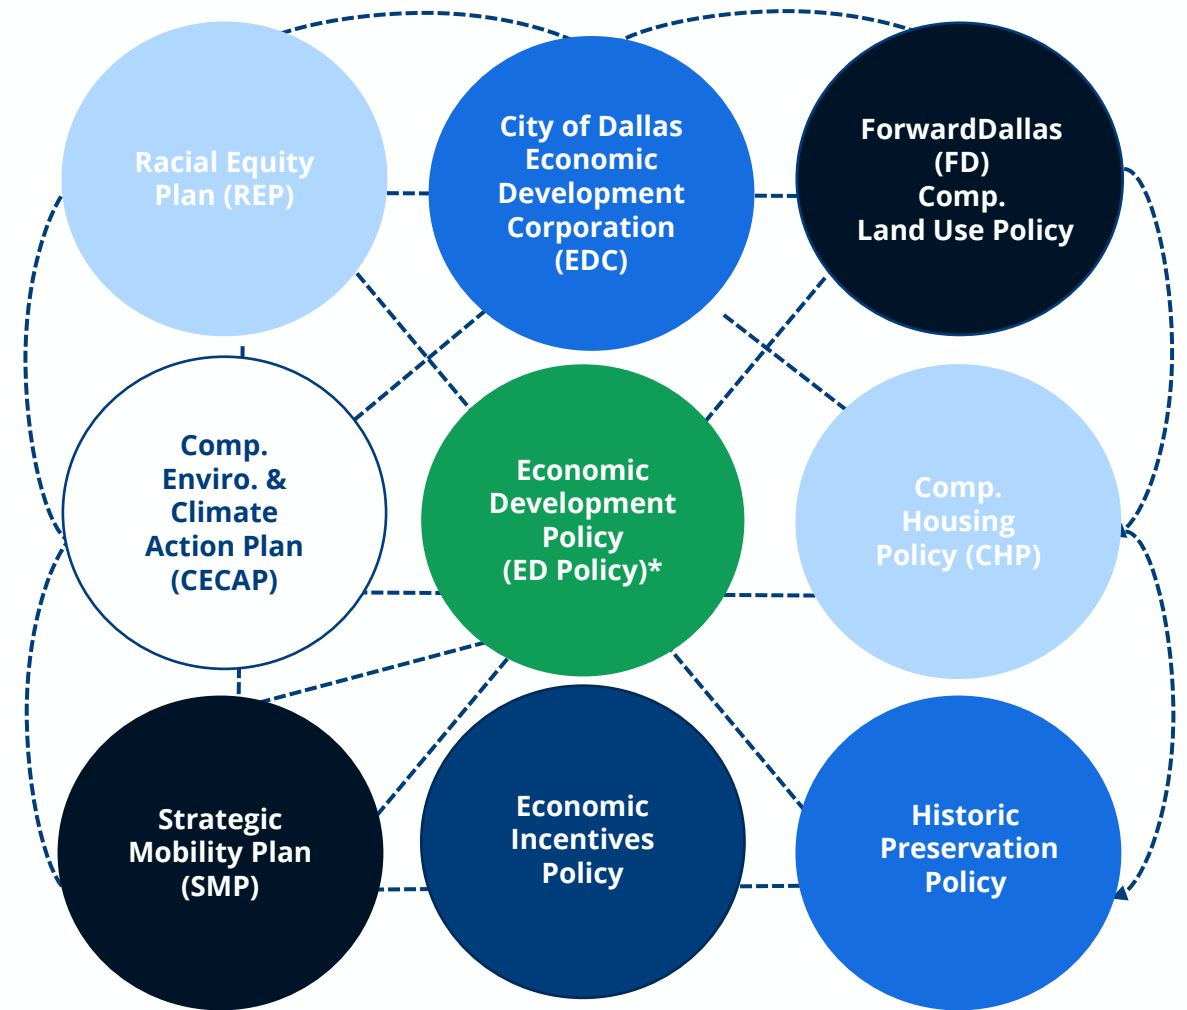 Racial Equity
Plan (REP)
City of Dallas
Economic
Development
Corporation
(EDC)
ForwardDallas
(FD)
Comp.
Land Use Policy
Comp.
Enviro. &
Climate
Action Plan
(CECAP)
Economic
Development
Policy
(ED Policy)*
Comp.
Housing
Policy (CHP)
Strategic
Mobility Plan
(SMP)
Economic
Incentives
Policy
Historic
Preservation
Policy